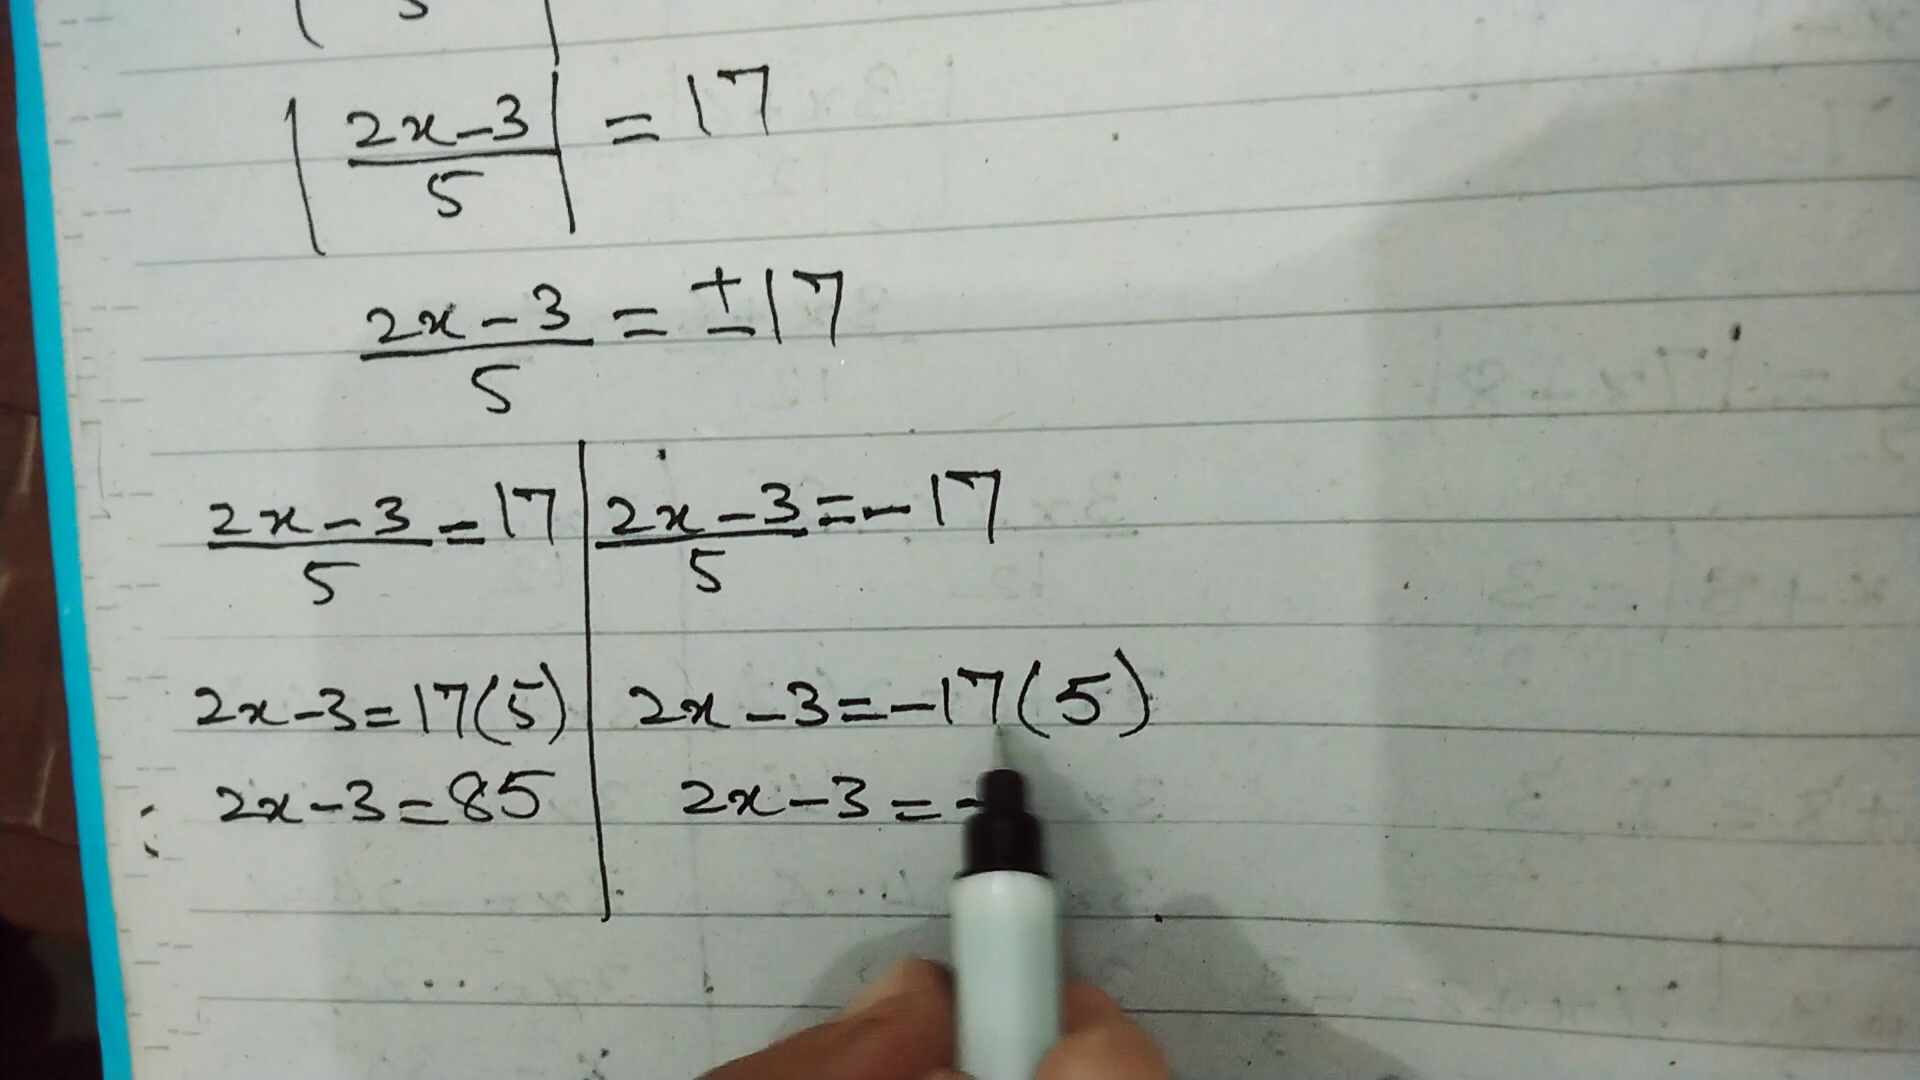 5
|2x-3/5| = 17
2x-3/5 = ±17
2x-3/5 = 17 | 2x-3/5 = -17
2x-3 = 17(5) | 2x-3 = -17(5)
2x-3 = 85 | 2x-3 = -